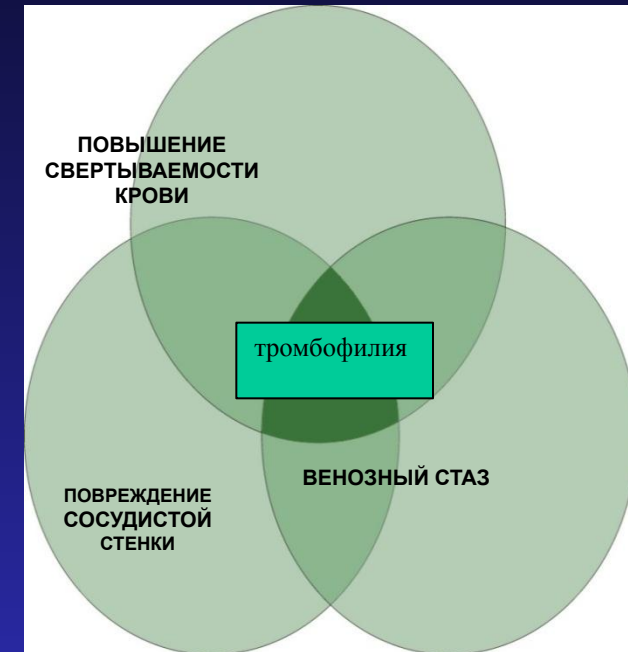 ПОВЫШЕНИЕ
СВЕРТЫВАЕМОСТИ
КРОВИ
тромбофилия
ВЕНОЗНЫЙ СТАЗ
ПОВРЕЖДЕНИЕ
СОСУДИСТОЙ
СТЕНКИ